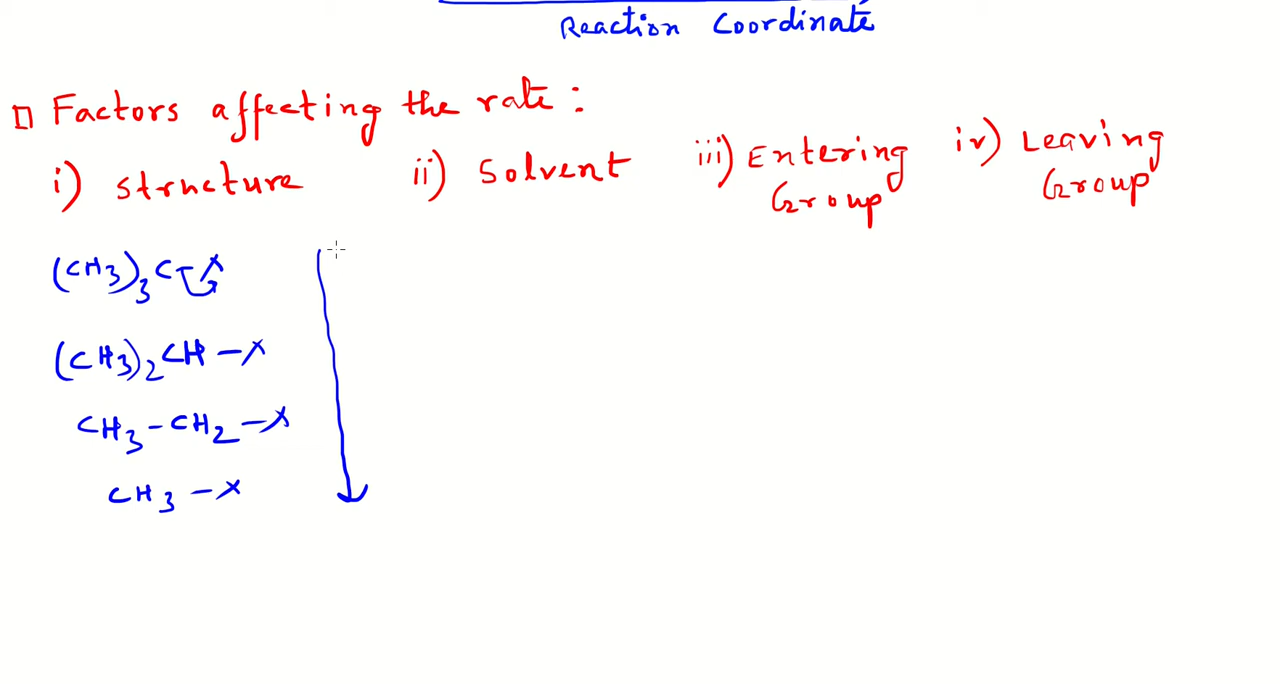 Reaction Coordinate
Factors affecting the rate :
i) Structure ii) Solvent iii) Entering Group iv) Leaving Group
(CH3)3C-X
(CH3)2CH-X
CH3-CH2-X
CH3-X